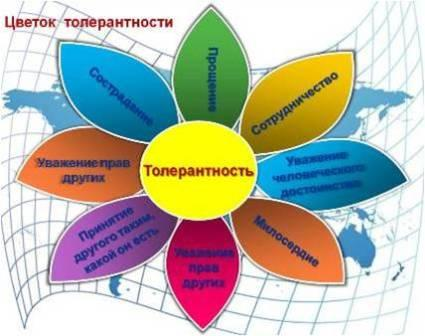 Цветок толерантности
Прощение
Сотрудничество
Уважение
человеческого
достоинства
Милосердие
Уважение
прав
других
Принятие
другого таким,
какой он есть
Уважение прав
других
Сострадание
Толерантность